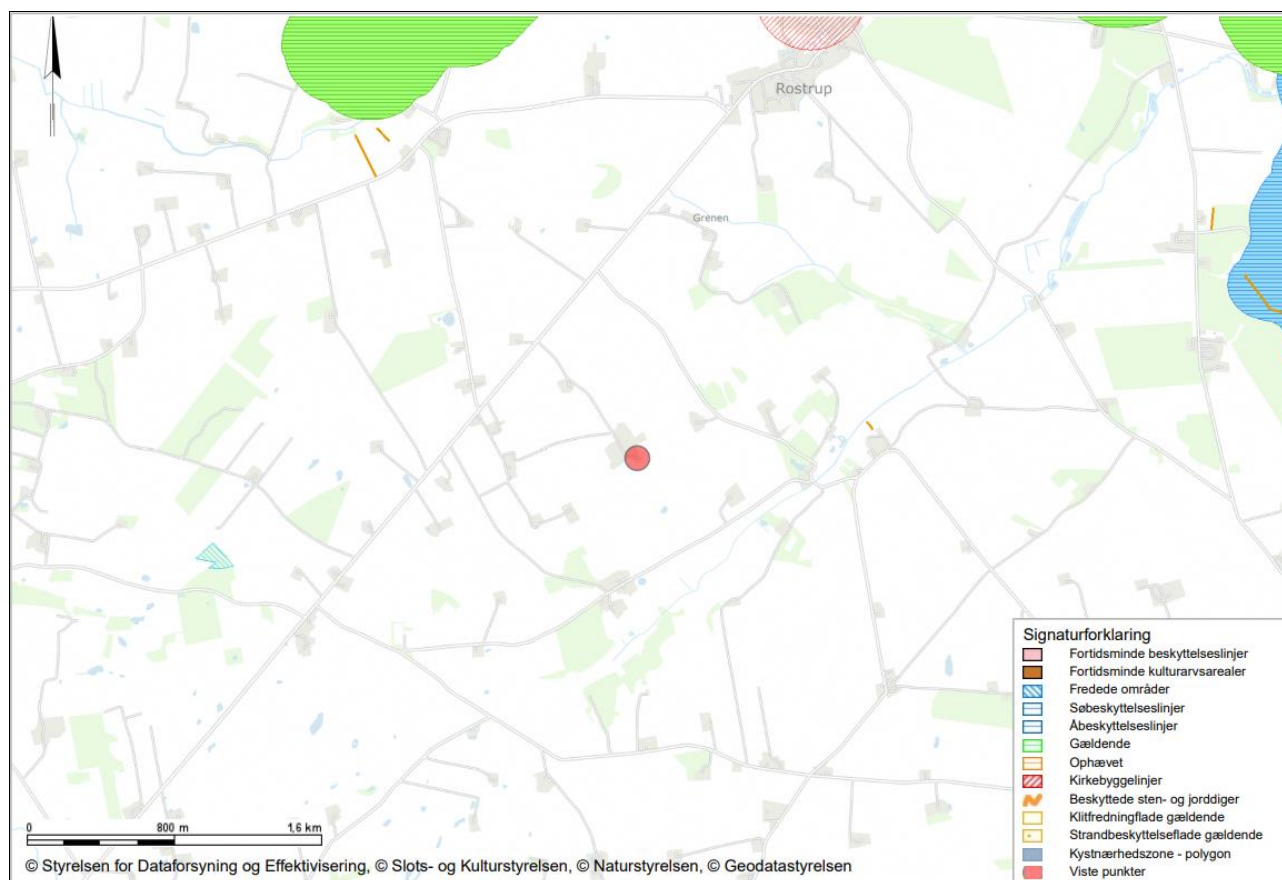 Rostrup
Grenen
Signaturforklaring
Fortidsminde beskyttelseslinjer
Fortidsminde kulturarvsarealer
Fredede områder
Søbeskyttelseslinjer
Åbeskyttelseslinjer
Gældende
Ophævet
Kirkebyggelinjer
Beskyttede sten- og jorddiger
Klitfredningflade gældende
Strandbeskyttelseflade gældende
Kystnærhedszone - polygon
Viste punkter
0 800 m 1,6 km
© Styrelsen for Dataforsyning og Effektivisering, © Slots- og Kulturstyrelsen, © Naturstyrelsen, © Geodatastyrelsen